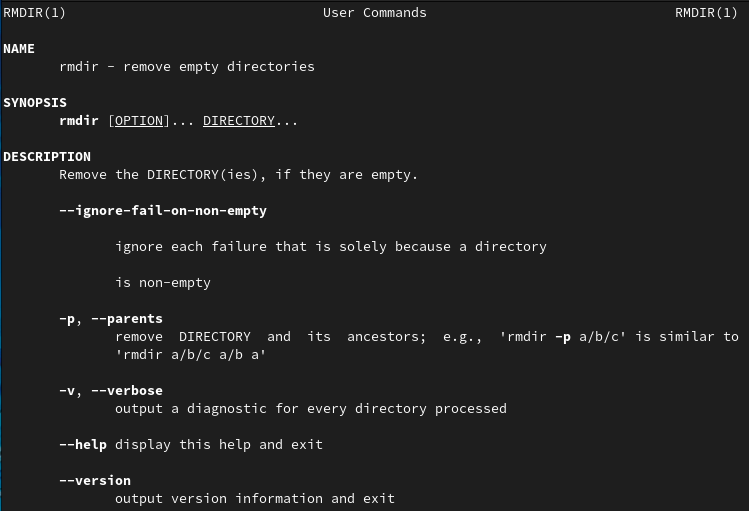 RMDIR(1) User Commands RMDIR(1)
NAME
rmdir - remove empty directories
SYNOPSIS
rmdir [OPTION]... DIRECTORY...
DESCRIPTION
Remove the DIRECTORY(ies), if they are empty.
--ignore-fail-on-non-empty
ignore each failure that is solely because a directory
is non-empty
-p, --parents
remove DIRECTORY and its ancestors; e.g., 'rmdir -p a/b/c' is similar to
'rmdir a/b/c a/b a'
-v, --verbose
output a diagnostic for every directory processed
--help display this help and exit
--version
output version information and exit